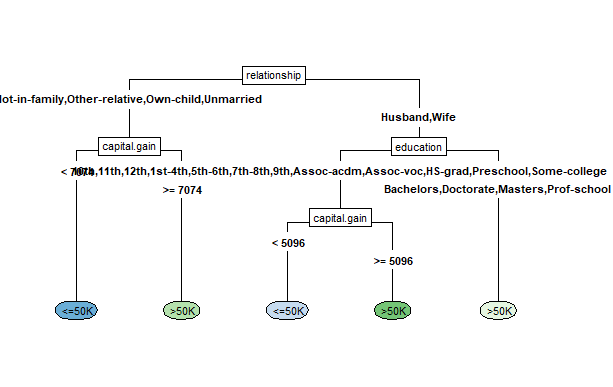 relationship
lot-in-family,Other-relative,Own-child,Unmarried
Husband,Wife
capital.gain
education
< 7074
11th,12th,1st-4th,5th-6th,7th-8th,9th,Assoc-acdm,Assoc-voc,HS-grad,Preschool,Some-college
>= 7074
Bachelors,Doctorate,Masters,Prof-school
capital.gain
< 5096
>= 5096
<=50K
>50K
<=50K
>50K
>50K